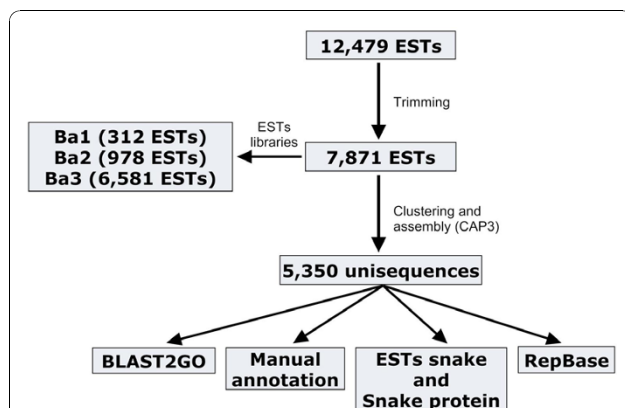 12,479 ESTs
Trimming
ESTs
libraries
Ba1 (312 ESTs)
Ba2 (978 ESTs)
Ba3 (6,581 ESTs)
7,871 ESTs
Clustering and
assembly (CAP3)
5,350 unisequences
BLAST2GO
Manual
annotation
ESTs snake
and
Snake protein
RepBase